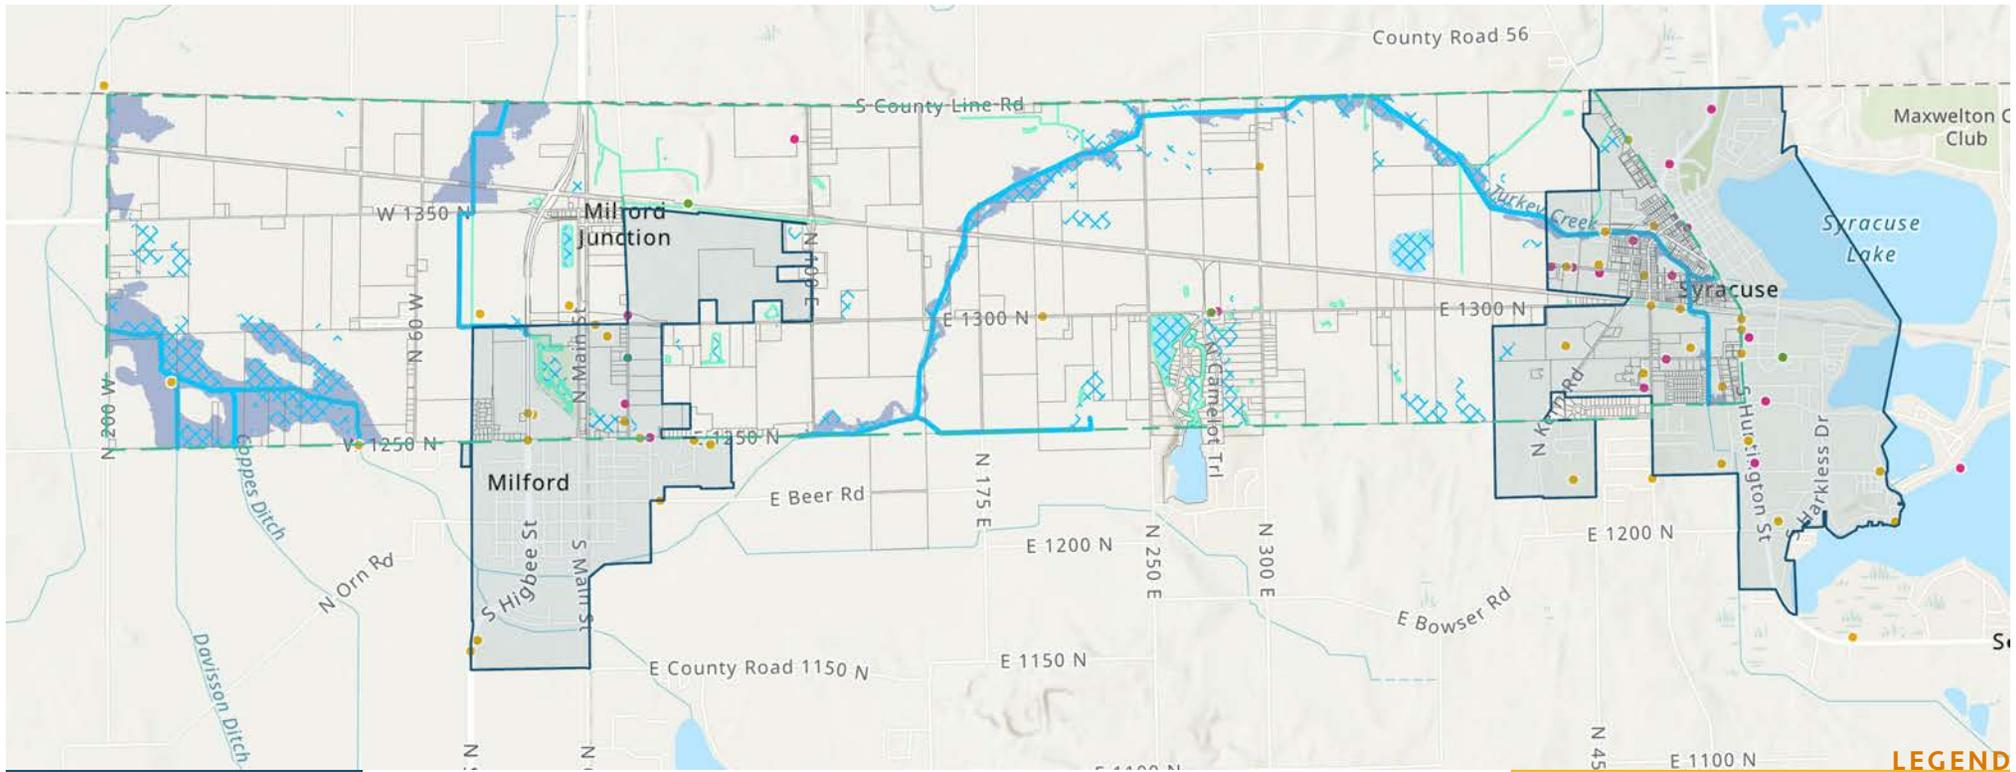 County Road 56
S County Line Rd
Maxwelton C
Club
W 1350 N
Milford
Junction
Turkey Creek
Syracuse
Lake
N 100 E
Syracuse
E 1300 N
E 1300 N
N 60 W
N Main St
N Camelot Trl
N 200 W
W 1250 N
E 1250 N
Coppes Ditch
Milford
E Beer Rd
N 175 E
S Huntington St
S Harkless Dr
E 1200 N
E 1200 N
N 250 E
N 300 E
S Higbee St
S Main St
N Orn Rd
E Bowser Rd
Davisson Ditch
E County Road 1150 N
E 1150 N
N 45
E 1100 N
LEGEND